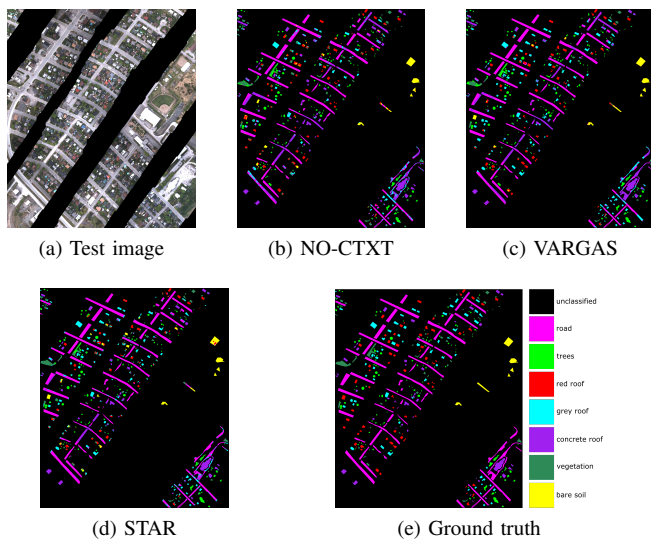 (a) Test image
(b) NO-CTXT
(c) VARGAS
unclassified
road
trees
red roof
grey roof
concrete roof
vegetation
bare soil
(d) STAR
(e) Ground truth